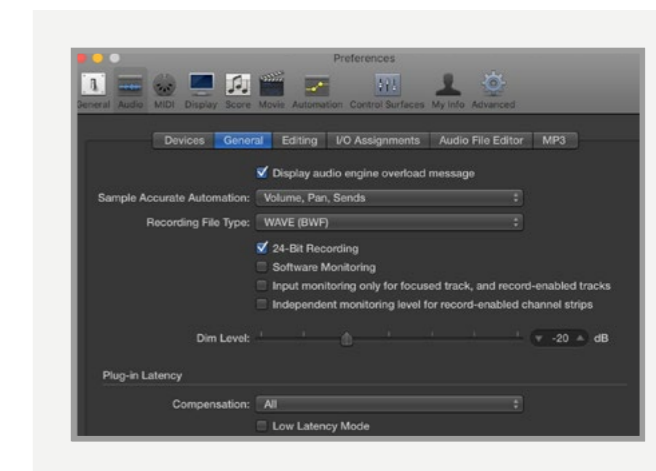 Preferences
General Audio MIDI Display Score Movie Automation Control Surfaces My Info Advanced
Devices General Editing I/O Assignments Audio File Editor MP3
Display audio engine overload message
Sample Accurate Automation: Volume, Pan, Sends
Recording File Type: WAVE (BWF)
24-Bit Recording
Software Monitoring
Input monitoring only for focused track, and record-enabled tracks
Independent monitoring level for record-enabled channel strips
Dim Level: -20 dB
Plug-in Latency
Compensation: All
Low Latency Mode